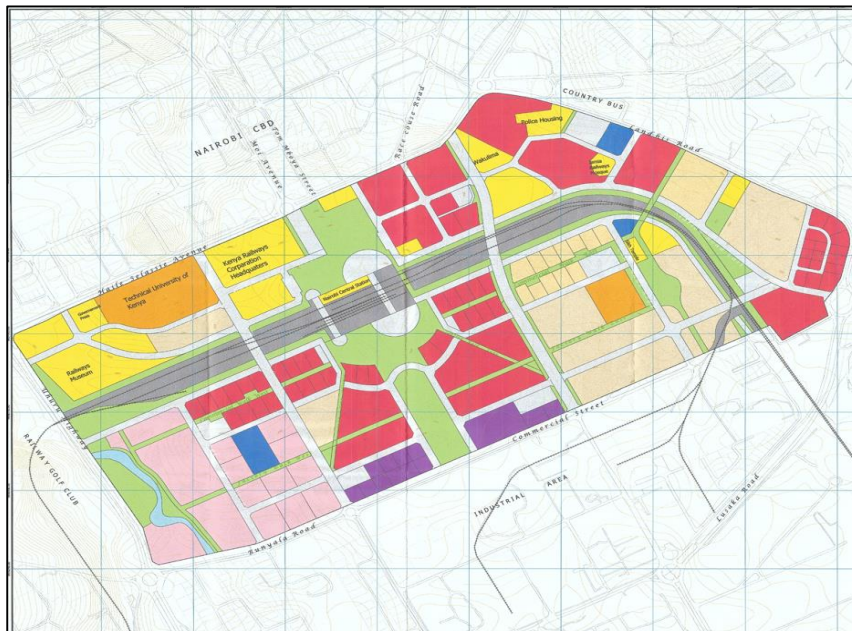 COUNTRY BUS
Landhis Road
NAIROBI CBD
Tom Mboya Street
Moi Avenue
Race course Road
Police Housing
Wakulima
Haile Selassie Avenue
Kenya Railways
Corporation
Headquaters
Technical University of
Kenya
Nairobi Central Station
Railways
Museum
Uhuru Highway
RAILWAY GOLF CLUB
Commercial Street
INDUSTRIAL AREA
Lusaka Road
Bunyala Road